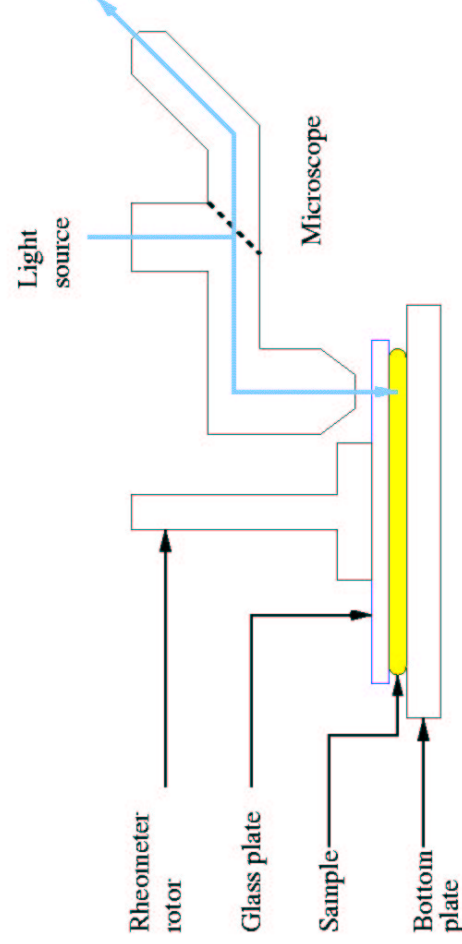 Light
source
Microscope
Rheometer
rotor
Glass plate
Sample
Bottom
plate